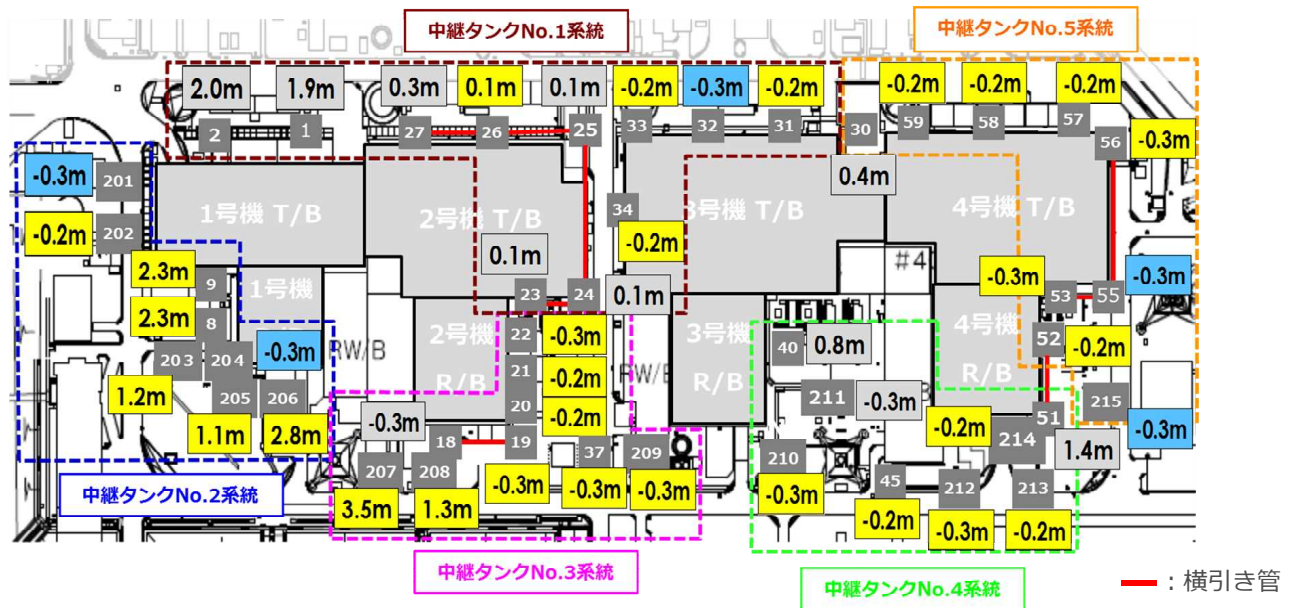 中継タンクNo.1系統
中継タンクNo.5系統
2.0m
1.9m
0.3m
0.1m
0.1m
-0.2m
-0.3m
-0.2m
-0.2m
-0.2m
-0.2m
2
1
27
26
25
33
32
31
30
59
58
57
56
-0.3m
-0.3m
201
-0.2m
202
1号機 T/B
2号機 T/B
34
3号機 T/B
0.4m
4号機 T/B
-0.2m
0.1m
#4
2.3m
9
1号機
23
24
0.1m
-0.3m
53
55
-0.3m
2.3m
8
-0.3m
203
204
RW/B
2号機
R/B
22
-0.3m
21
-0.2m
20
-0.2m
3号機
R/B
40
0.8m
4号機
R/B
52
-0.2m
1.2m
205
206
211
-0.3m
215
1.1m
2.8m
-0.3m
18
19
37
209
-0.2m
214
51
1.4m
-0.3m
207
208
210
45
212
213
中継タンクNo.2系統
3.5m
1.3m
-0.3m
-0.3m
-0.3m
-0.3m
-0.2m
-0.3m
-0.2m
中継タンクNo.3系統
中継タンクNo.4系統
:横引き管